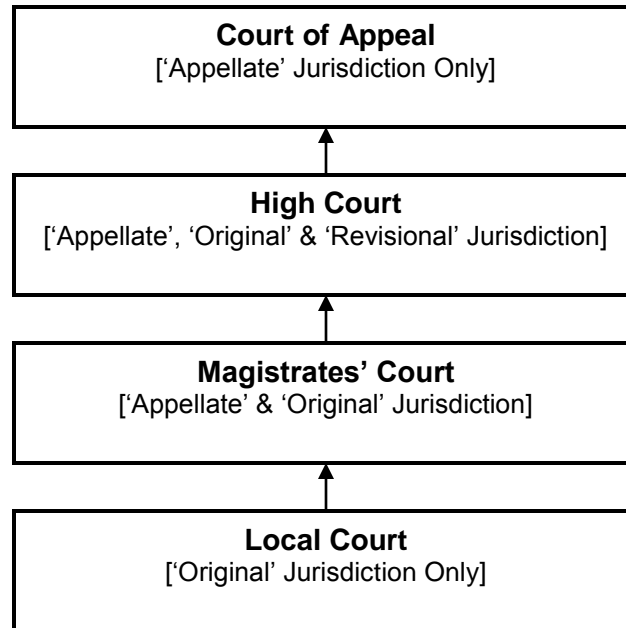 Court of Appeal
[‘Appellate’ Jurisdiction Only]
High Court
[‘Appellate’, ‘Original’ & ‘Revisional’ Jurisdiction]
Magistrates’ Court
[‘Appellate’ & ‘Original’ Jurisdiction]
Local Court
[‘Original’ Jurisdiction Only]